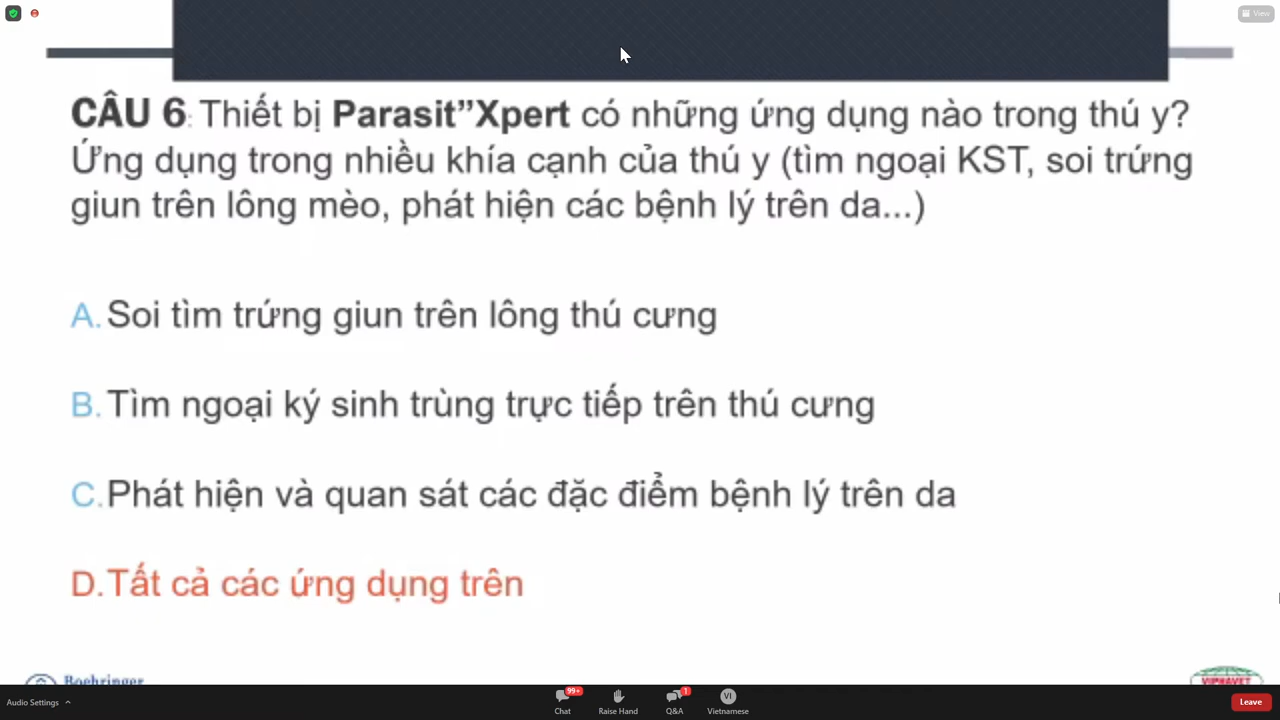 View
CÂU 6: Thiết bị Parasit”Xpert có những ứng dụng nào trong thú y?
Ứng dụng trong nhiều khía cạnh của thú y (tìm ngoại KST, soi trứng
giun trên lông mèo, phát hiện các bệnh lý trên da...)
A. Soi tìm trứng giun trên lông thú cưng
B. Tìm ngoại ký sinh trùng trực tiếp trên thú cưng
C. Phát hiện và quan sát các đặc điểm bệnh lý trên da
D. Tất cả các ứng dụng trên
Boehringer
VIPHAVET
Audio Settings
99+
1
VI
Chat
Raise Hand
Q&A
Vietnamese
Leave